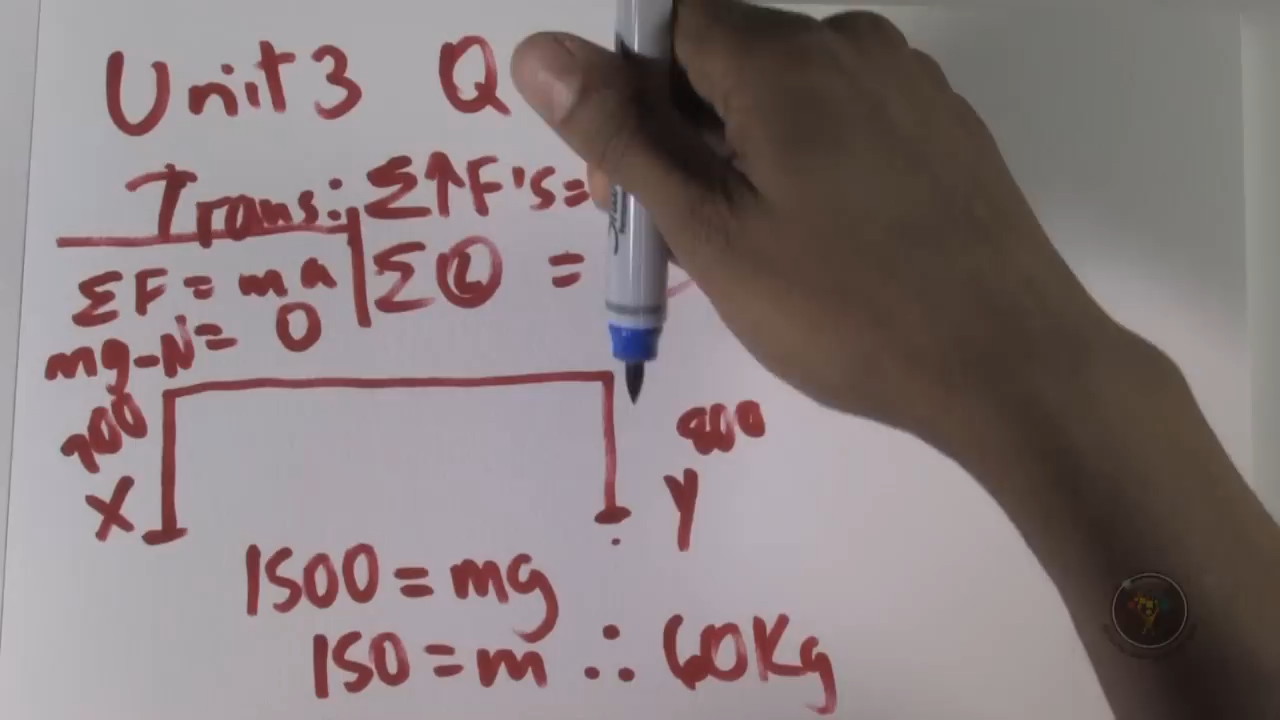 Unit 3 Q
Trans: Σ↑F's=
ΣF = ma
Σ =
mg-N = 0
700
800
X
Y
1500 = mg
150 = m ∴ 60Kg